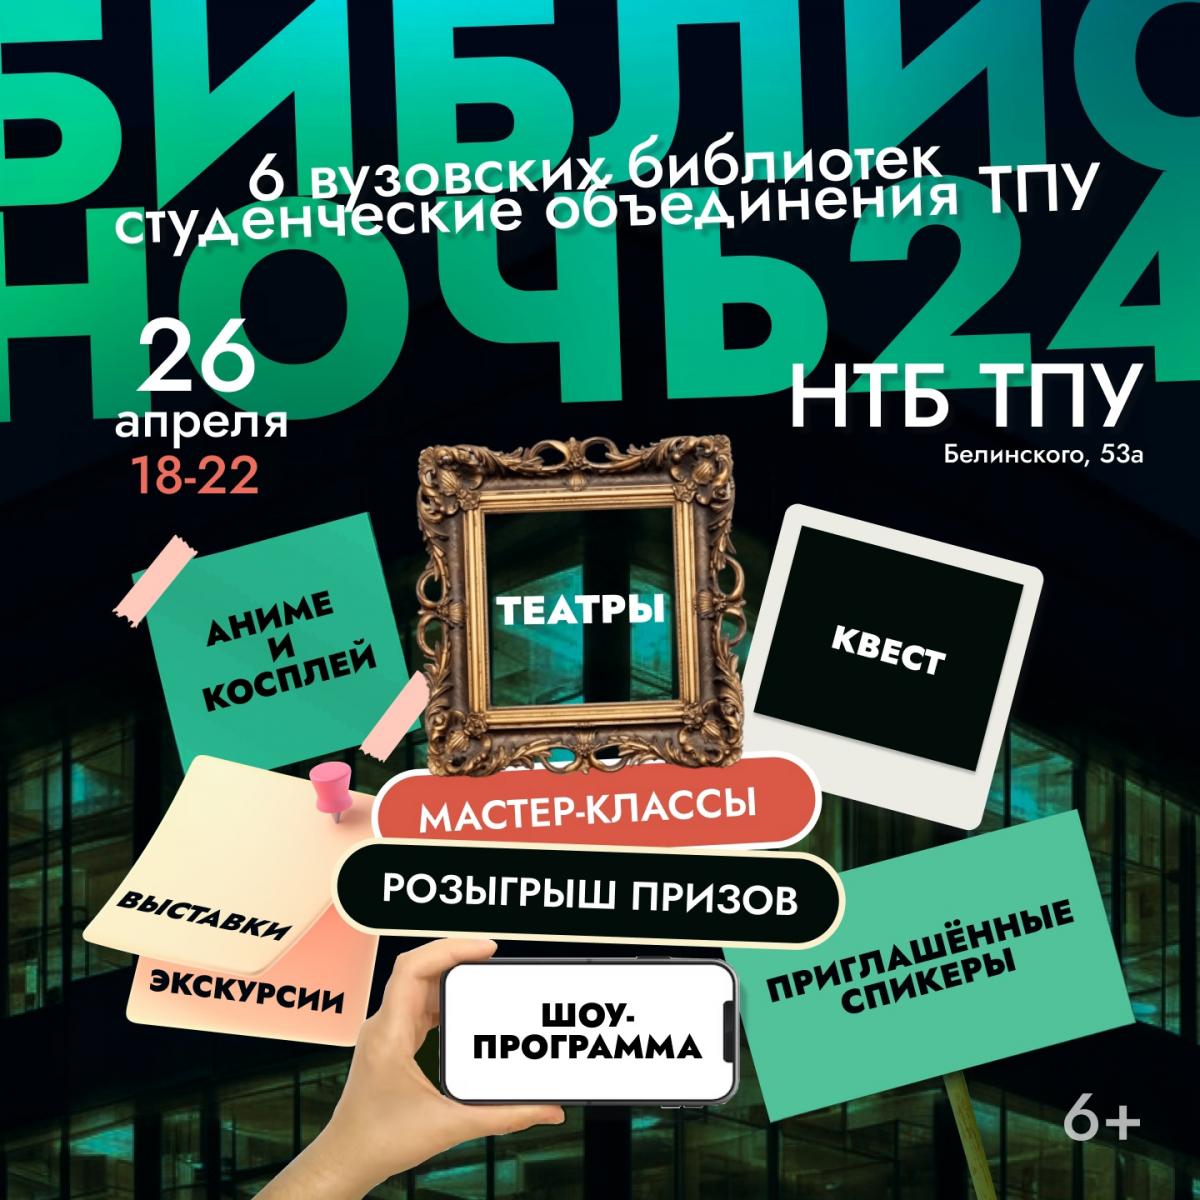 БИБЛИО
НОЧЬ24
6 вузовских библиотек
студенческие объединения ТПУ
26
апреля
18-22
НТБ ТПУ
Белинского, 53а
АНИМЕ
И
КОСПЛЕЙ
ТЕАТРЫ
КВЕСТ
МАСТЕР-КЛАССЫ
РОЗЫГРЫШ ПРИЗОВ
ВЫСТАВКИ
ЭКСКУРСИИ
ШОУ-
ПРОГРАММА
ПРИГЛАШЁННЫЕ
СПИКЕРЫ
6+